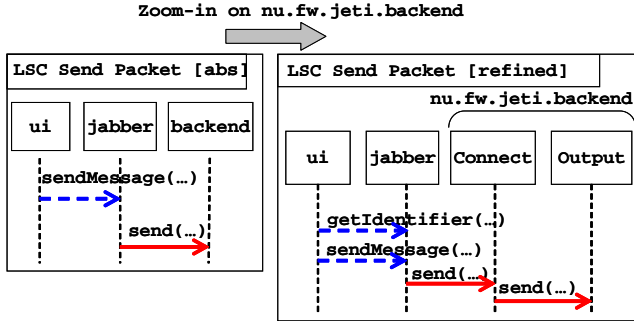 Zoom-in on nu.fw.jeti.backend
LSC Send Packet [abs]
ui jabber backend
sendMessage(…)
send(…)
LSC Send Packet [refined]
nu.fw.jeti.backend
ui jabber Connect Output
getIdentifier(…)
sendMessage(…)
send(…)
send(…)